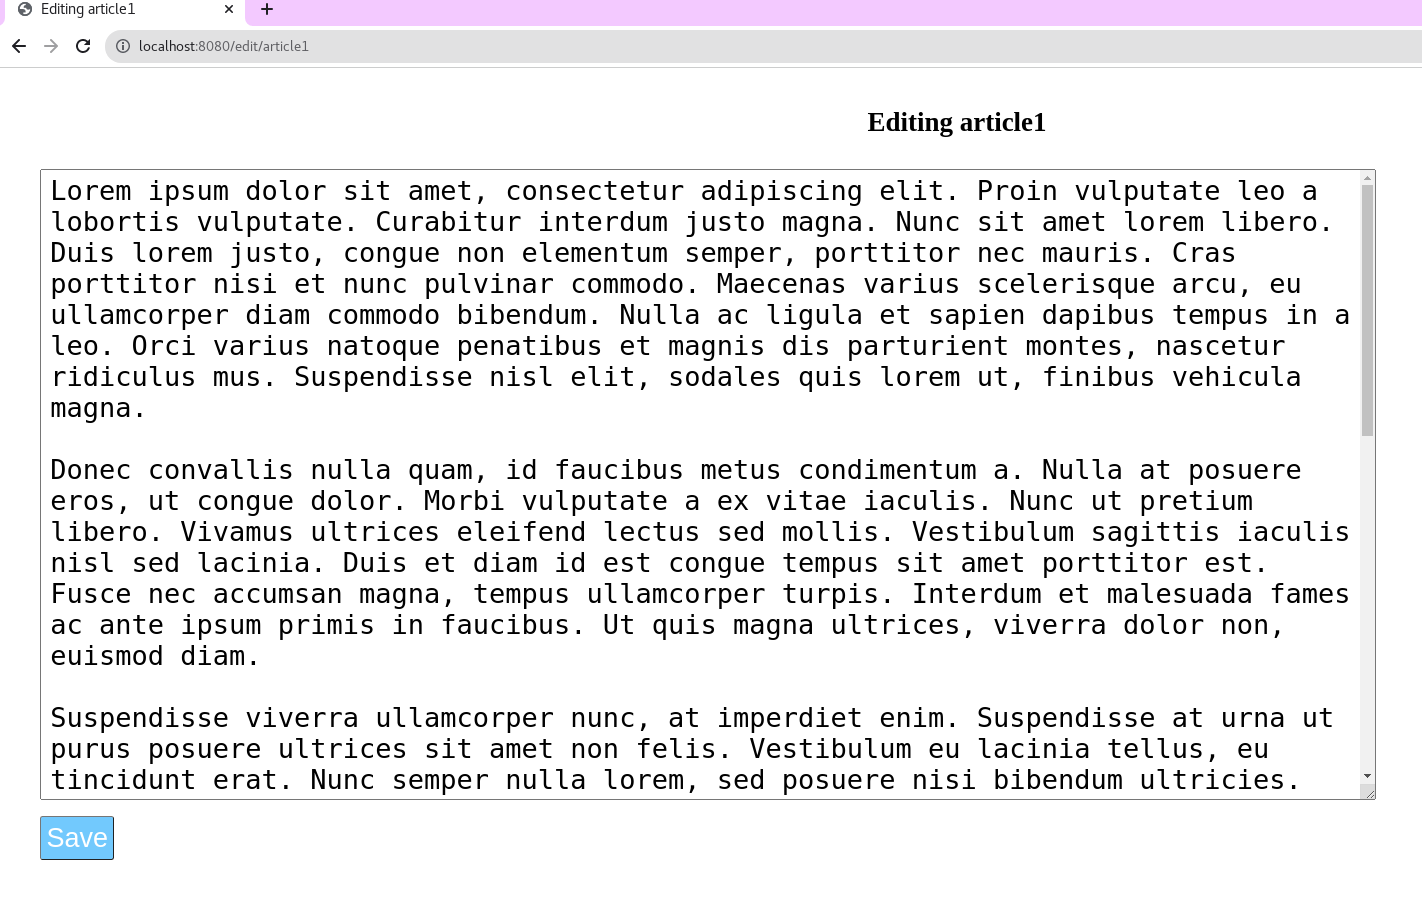 Editing article1
localhost:8080/edit/article1
Editing article1
Lorem ipsum dolor sit amet, consectetur adipiscing elit. Proin vulputate leo a
lobortis vulputate. Curabitur interdum justo magna. Nunc sit amet lorem libero.
Duis lorem justo, congue non elementum semper, porttitor nec mauris. Cras
porttitor nisi et nunc pulvinar commodo. Maecenas varius scelerisque arcu, eu
ullamcorper diam commodo bibendum. Nulla ac ligula et sapien dapibus tempus in a
leo. Orci varius natoque penatibus et magnis dis parturient montes, nascetur
ridiculus mus. Suspendisse nisl elit, sodales quis lorem ut, finibus vehicula
magna.
Donec convallis nulla quam, id faucibus metus condimentum a. Nulla at posuere
eros, ut congue dolor. Morbi vulputate a ex vitae iaculis. Nunc ut pretium
libero. Vivamus ultrices eleifend lectus sed mollis. Vestibulum sagittis iaculis
nisl sed lacinia. Duis et diam id est congue tempus sit amet porttitor est.
Fusce nec accumsan magna, tempus ullamcorper turpis. Interdum et malesuada fames
ac ante ipsum primis in faucibus. Ut quis magna ultrices, viverra dolor non,
euismod diam.
Suspendisse viverra ullamcorper nunc, at imperdiet enim. Suspendisse at urna ut
purus posuere ultrices sit amet non felis. Vestibulum eu lacinia tellus, eu
tincidunt erat. Nunc semper nulla lorem, sed posuere nisi bibendum ultricies.
Save